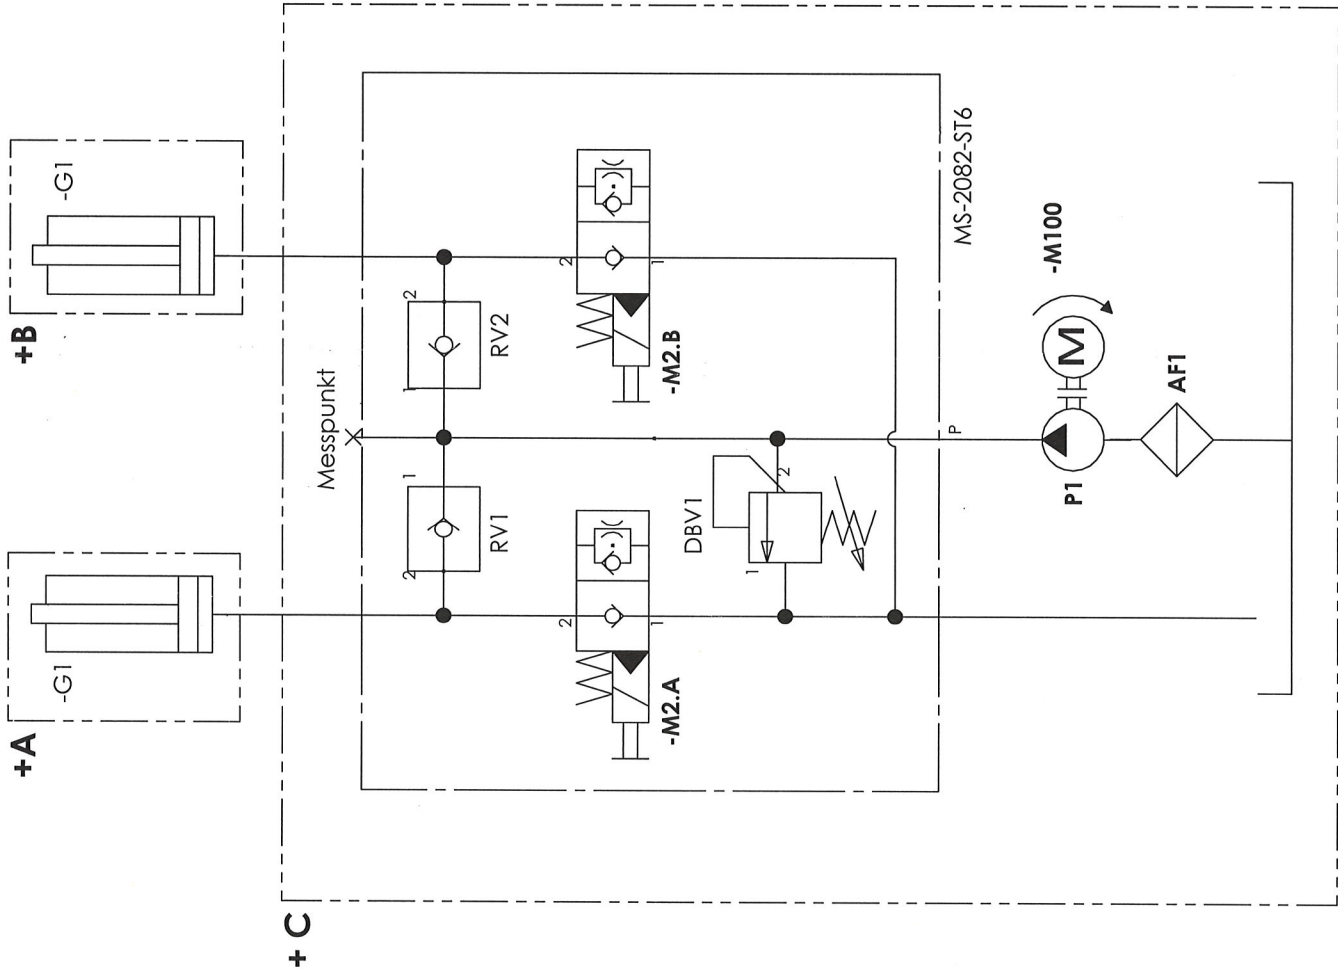 +A
-G1
+B
-G1
+ C
Messpunkt
2
RV1
1
1
RV2
2
2
1
-M2.A
2
1
-M2.B
DBV1
1
2
MS-2082-ST6
P
P1
M
-M100
AF1